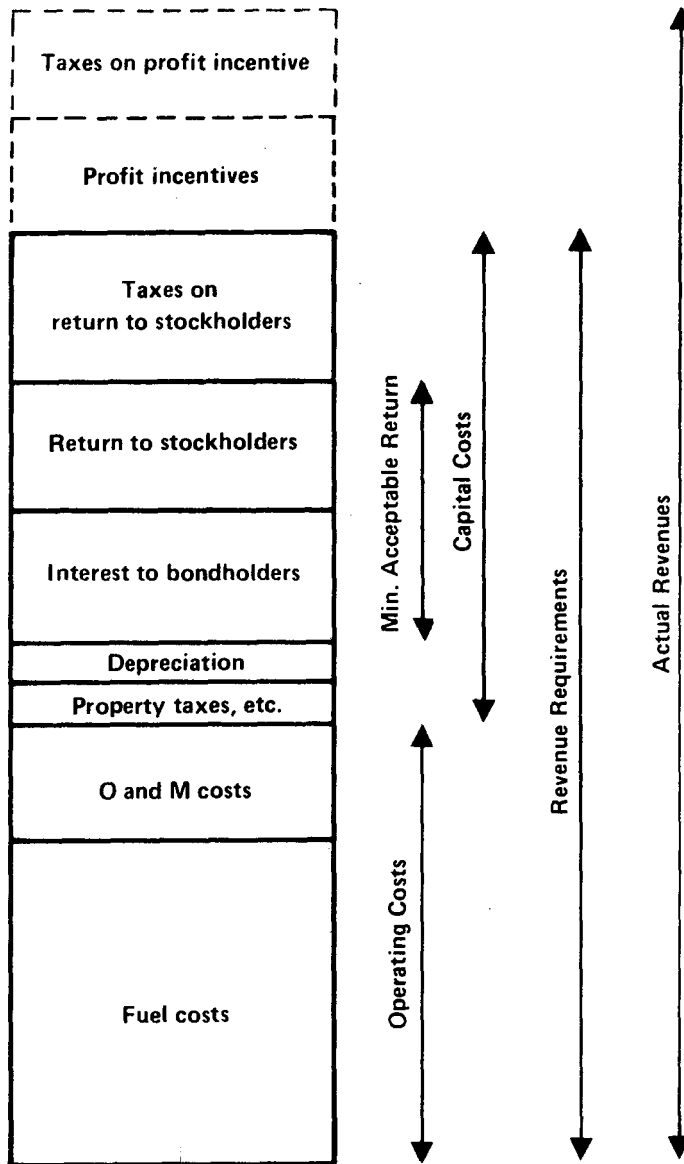 Taxes on profit incentive
Profit incentives
Taxes on
return to stockholders
Return to stockholders
Interest to bondholders
Depreciation
Property taxes, etc.
O and M costs
Fuel costs
Min. Acceptable Return
Operating Costs
Capital Costs
Revenue Requirements
Actual Revenues